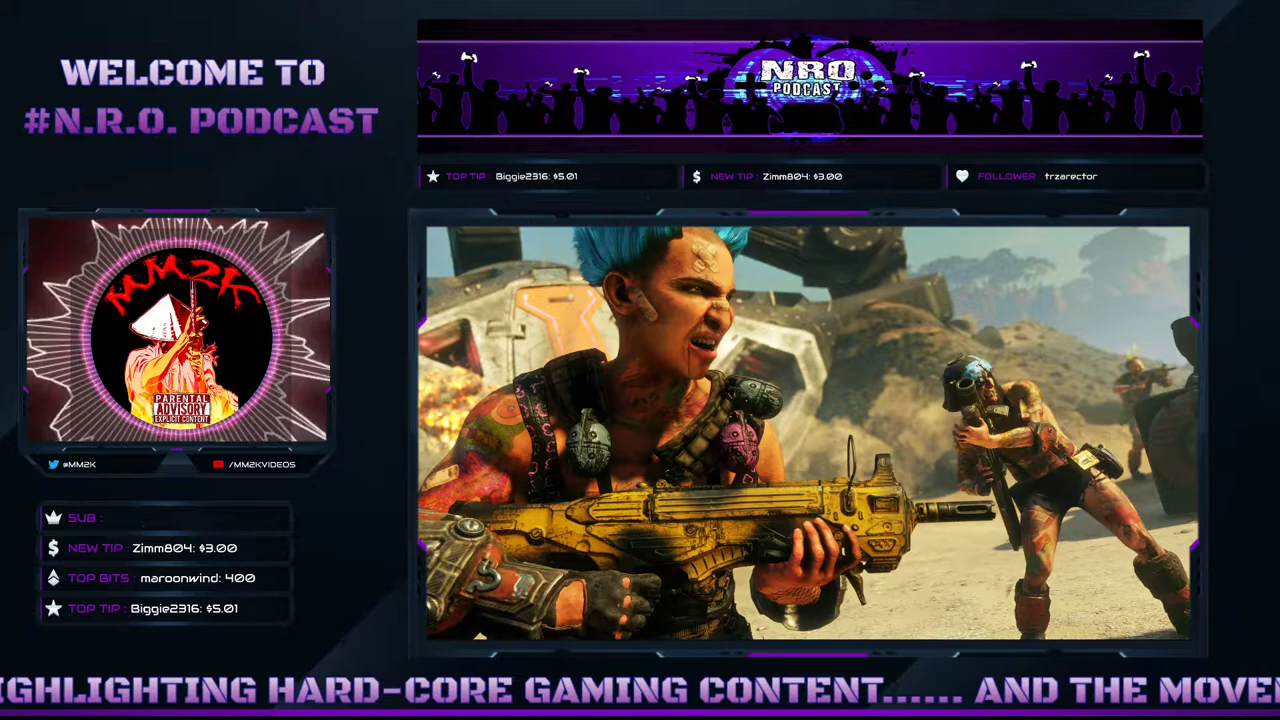 WELCOME TO
#N.R.O. PODCAST
NRO
PODCAST
TOP TIP : Biggie2316: $5.01
$ NEW TIP : Zimm804: $3.00
FOLLOWER : trzarector
MM2K
PARENTAL
ADVISORY
EXPLICIT CONTENT
@MM2K
/MM2KVIDEOS
SUB :
$ NEW TIP : Zimm804: $3.00
TOP BITS : maroonwind: 400
TOP TIP : Biggie2316: $5.01
IGHLIGHTING HARD-CORE GAMING CONTENT...... AND THE MOVEM